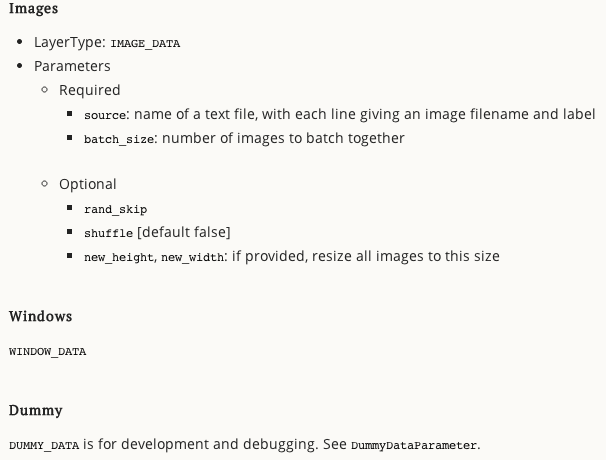 Images
• LayerType: IMAGE_DATA
• Parameters
○ Required
▪ source: name of a text file, with each line giving an image filename and label
▪ batch_size: number of images to batch together
○ Optional
▪ rand_skip
▪ shuffle [default false]
▪ new_height, new_width: if provided, resize all images to this size
Windows
WINDOW_DATA
Dummy
DUMMY_DATA is for development and debugging. See DummyDataParameter.